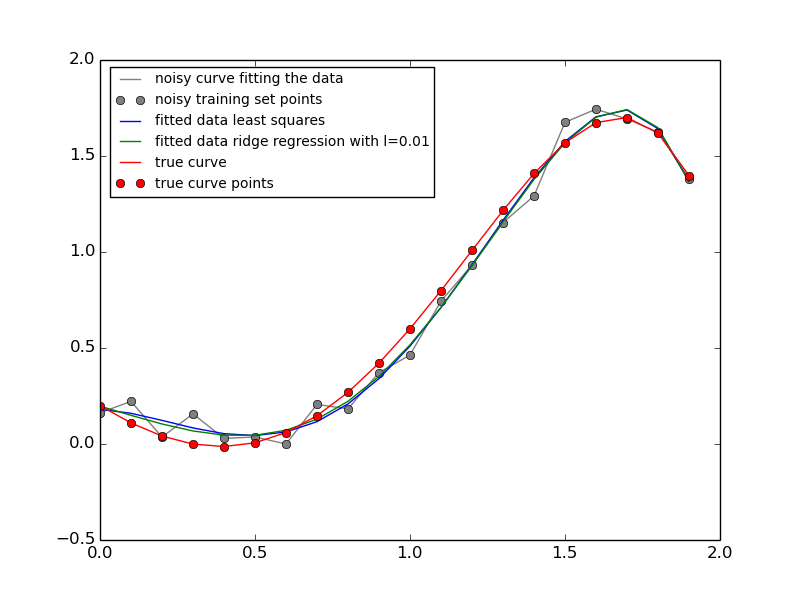 2.0
noisy curve fitting the data
noisy training set points
fitted data least squares
fitted data ridge regression with l=0.01
true curve
true curve points
1.5
1.0
0.5
0.0
−0.5
0.0 0.5 1.0 1.5 2.0